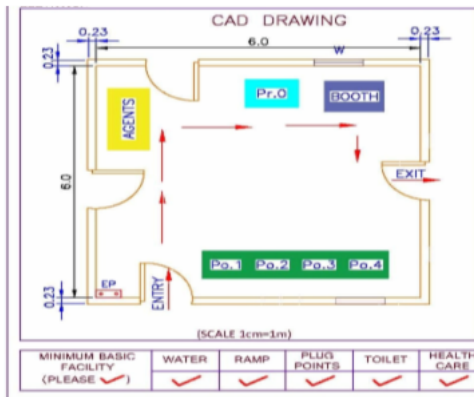 CAD DRAWING
0.23 6.0 0.23
W
0.23
AGENTS
Pr.0
BOOTH
6.0
EXIT
Po.1 Po.2 Po.3 Po.4
EP
ENTRY
0.23
(SCALE 1cm=1m)
MINIMUM BASIC FACILITY (PLEASE ✓) WATER RAMP PLUG POINTS TOILET HEALTH CARE
✓ ✓ ✓ ✓ ✓